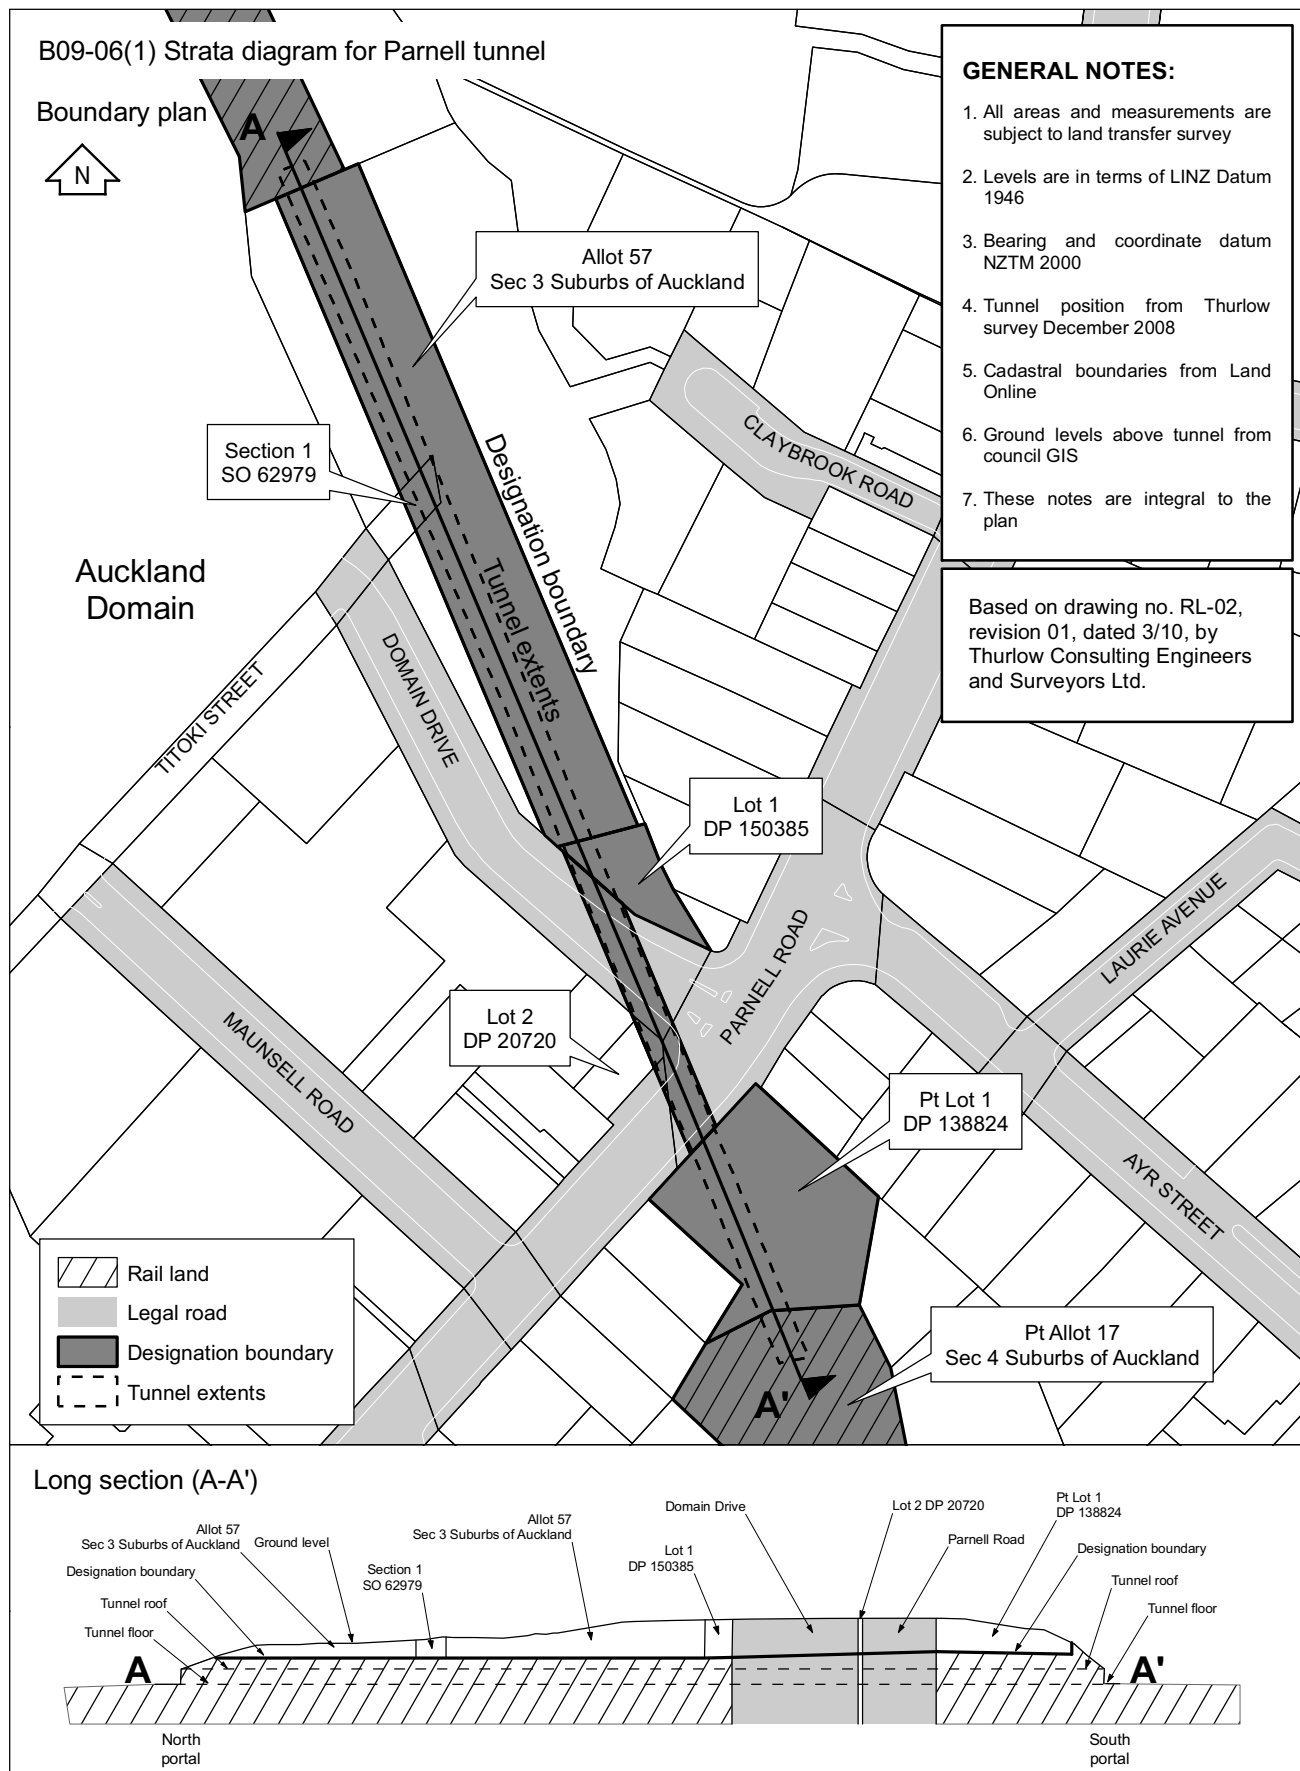 B09-06(1) Strata diagram for Parnell tunnel
Boundary plan
N
A
GENERAL NOTES:
1. All areas and measurements are
subject to land transfer survey
2. Levels are in terms of LINZ Datum
1946
3. Bearing and coordinate datum
NZTM 2000
4. Tunnel position from Thurlow
survey December 2008
5. Cadastral boundaries from Land
Online
6. Ground levels above tunnel from
council GIS
7. These notes are integral to the
plan
Based on drawing no. RL-02,
revision 01, dated 3/10, by
Thurlow Consulting Engineers
and Surveyors Ltd.
Allot 57
Sec 3 Suburbs of Auckland
Section 1
SO 62979
Designation boundary
Tunnel extents
CLAYBROOK ROAD
Auckland
Domain
TITOKI STREET
DOMAIN DRIVE
Lot 1
DP 150385
PARNELL ROAD
LAURIE AVENUE
Lot 2
DP 20720
MAUNSELL ROAD
Pt Lot 1
DP 138824
AYR STREET
Pt Allot 17
Sec 4 Suburbs of Auckland
A'
Rail land
Legal road
Designation boundary
Tunnel extents
Long section (A-A')
Allot 57
Sec 3 Suburbs of Auckland
Ground level
Designation boundary
Tunnel roof
Tunnel floor
Section 1
SO 62979
Allot 57
Sec 3 Suburbs of Auckland
Lot 1
DP 150385
Domain Drive
Lot 2 DP 20720
Parnell Road
Pt Lot 1
DP 138824
Designation boundary
Tunnel roof
Tunnel floor
A
A'
North
portal
South
portal